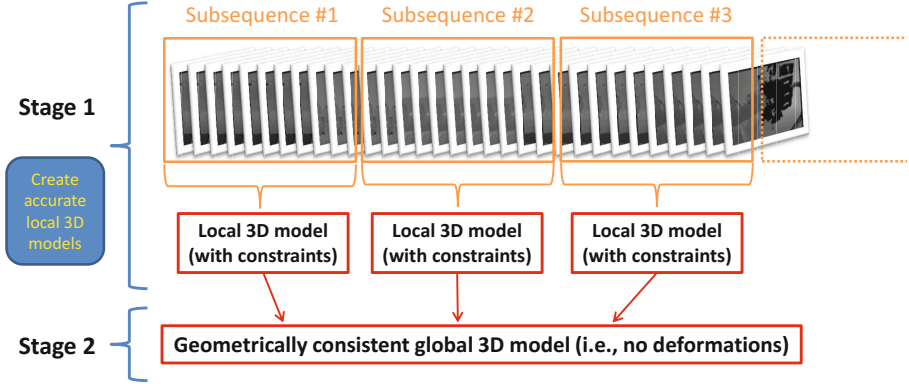 Subsequence #1
Subsequence #2
Subsequence #3
Stage 1
Create
accurate
local 3D
models
Local 3D model
(with constraints)
Local 3D model
(with constraints)
Local 3D model
(with constraints)
Stage 2
Geometrically consistent global 3D model (i.e., no deformations)